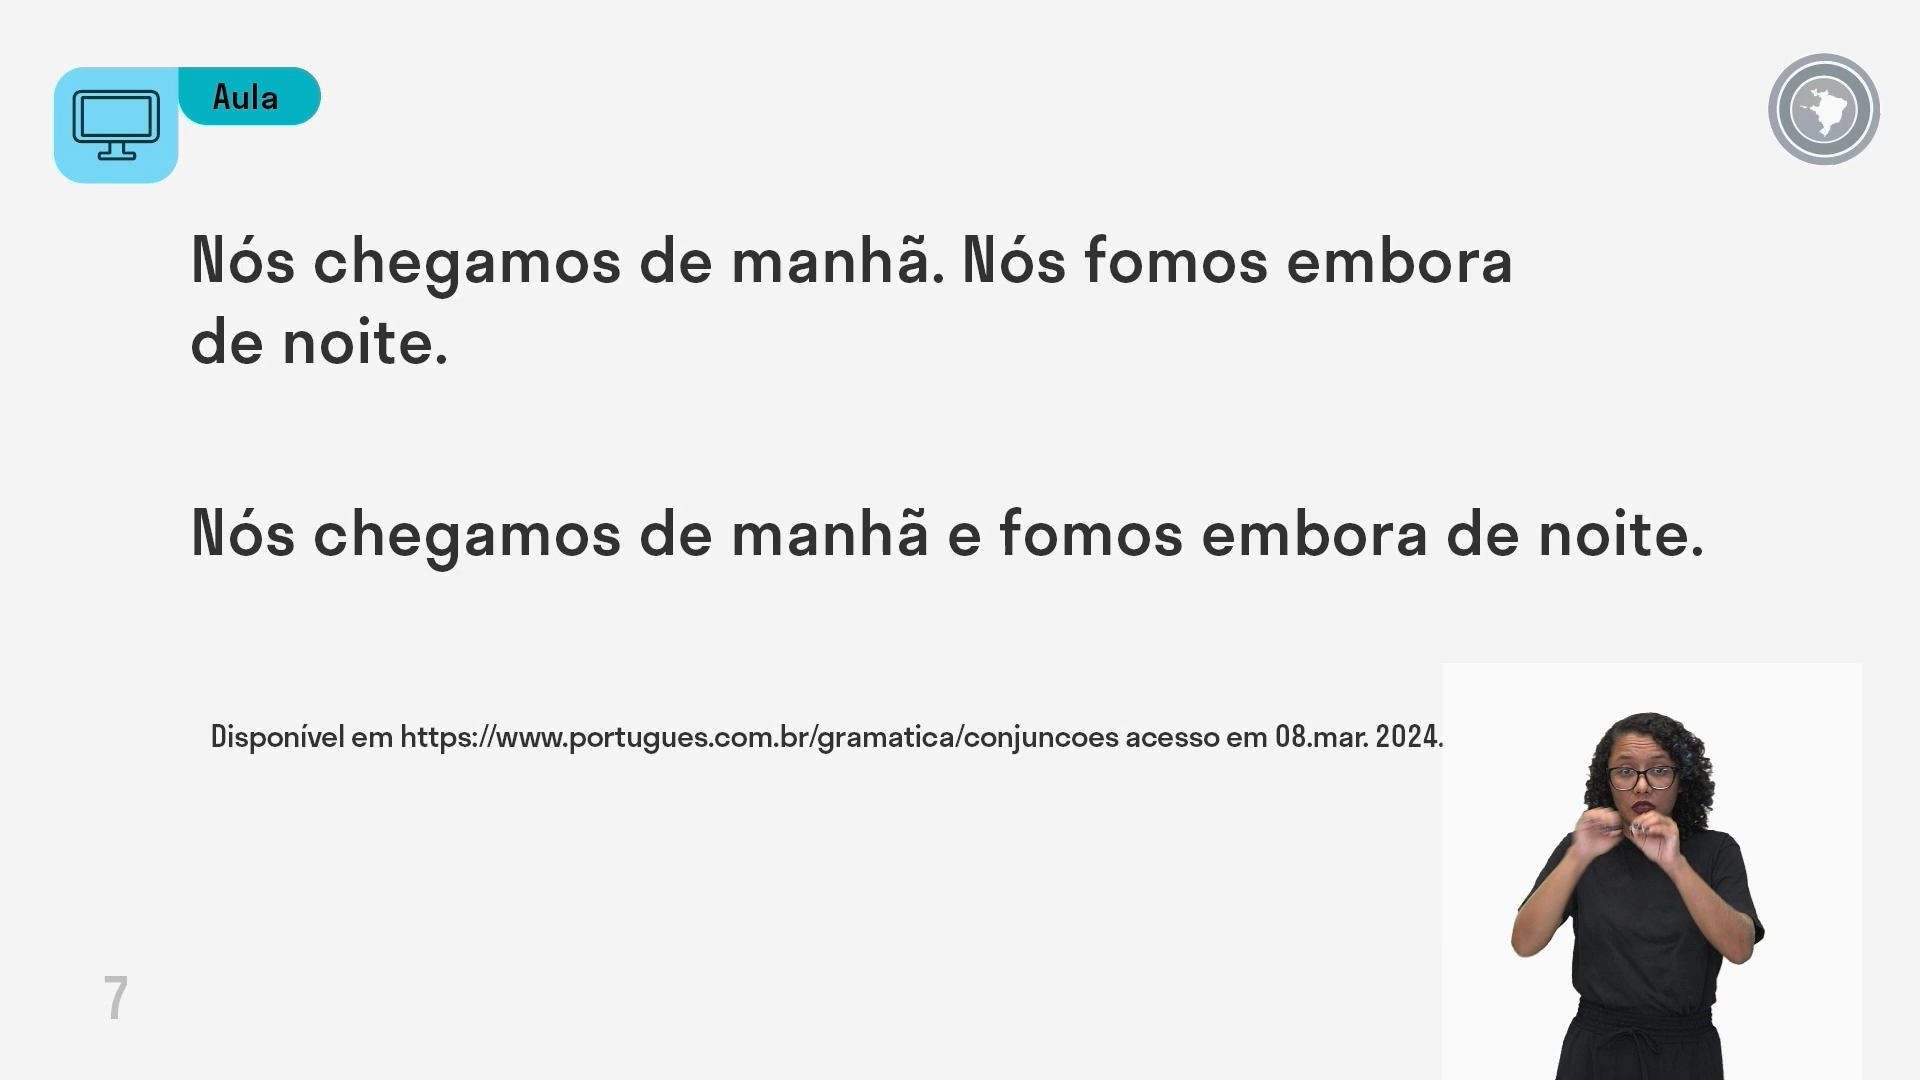 Aula
Nós chegamos de manhã. Nós fomos embora
de noite.
Nós chegamos de manhã e fomos embora de noite.
Disponível em https://www.portugues.com.br/gramatica/conjuncoes acesso em 08.mar. 2024.
7